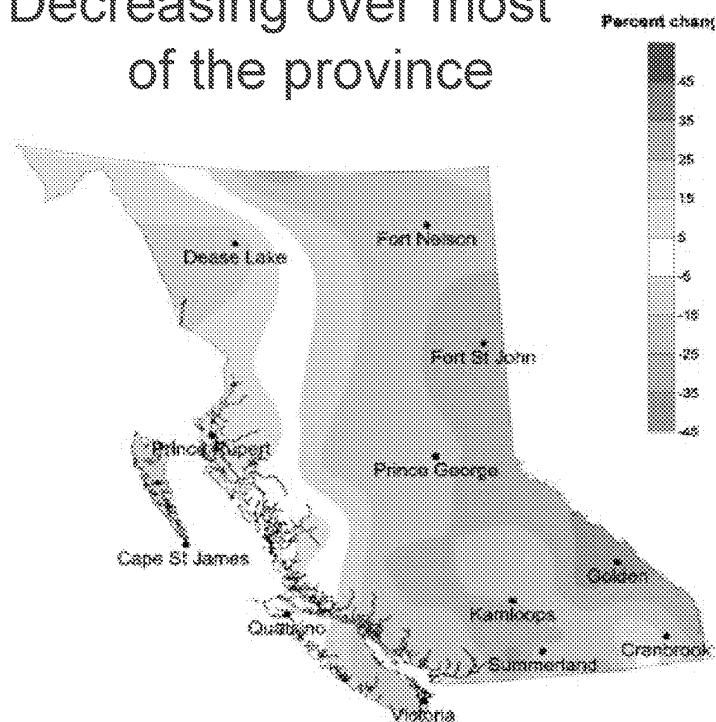 Decreasing over most
of the province
Percent chang
45
35
25
15
5
-5
-15
-25
-35
-45
Dease Lake
Fort Nelson
Fort St John
Prince Rupert
Prince George
Cape St James
Golden
Kamloops
Quatsino
Cranbrook
Summerland
Victoria